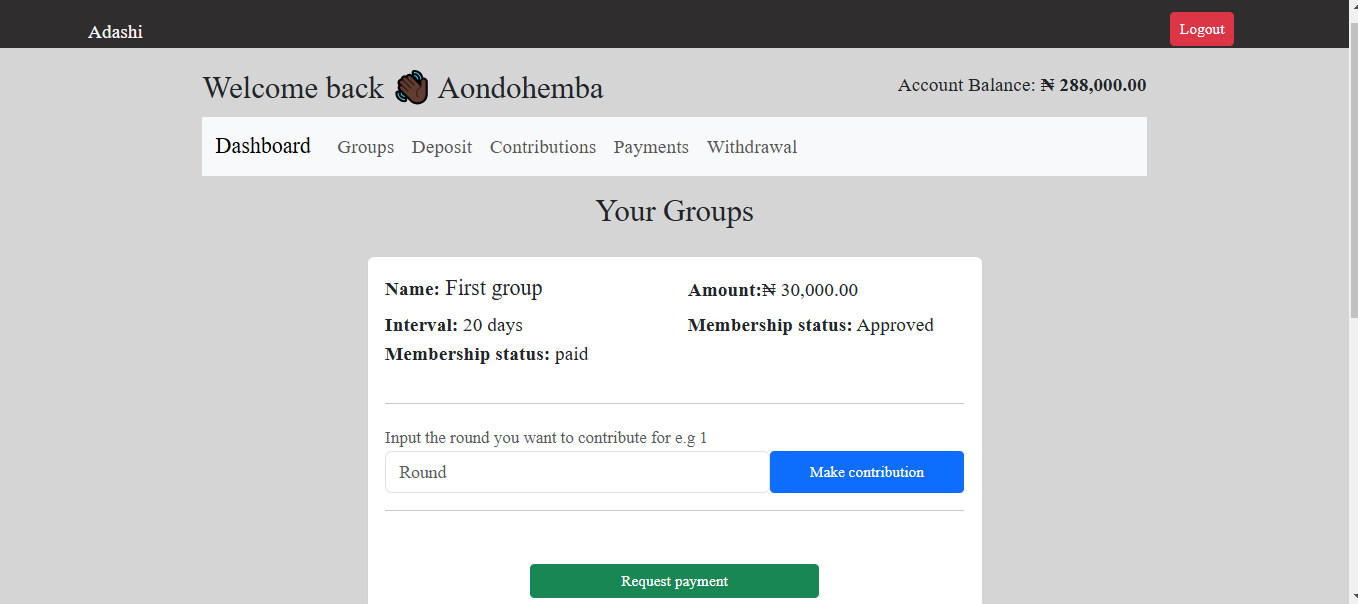 Adashi
Logout
Welcome back 👋🏿 Aondohemba
Account Balance: ₦ 288,000.00
Dashboard Groups Deposit Contributions Payments Withdrawal
Your Groups
Name: First group
Amount:₦ 30,000.00
Interval: 20 days
Membership status: Approved
Membership status: paid
Input the round you want to contribute for e.g 1
Round
Make contribution
Request payment